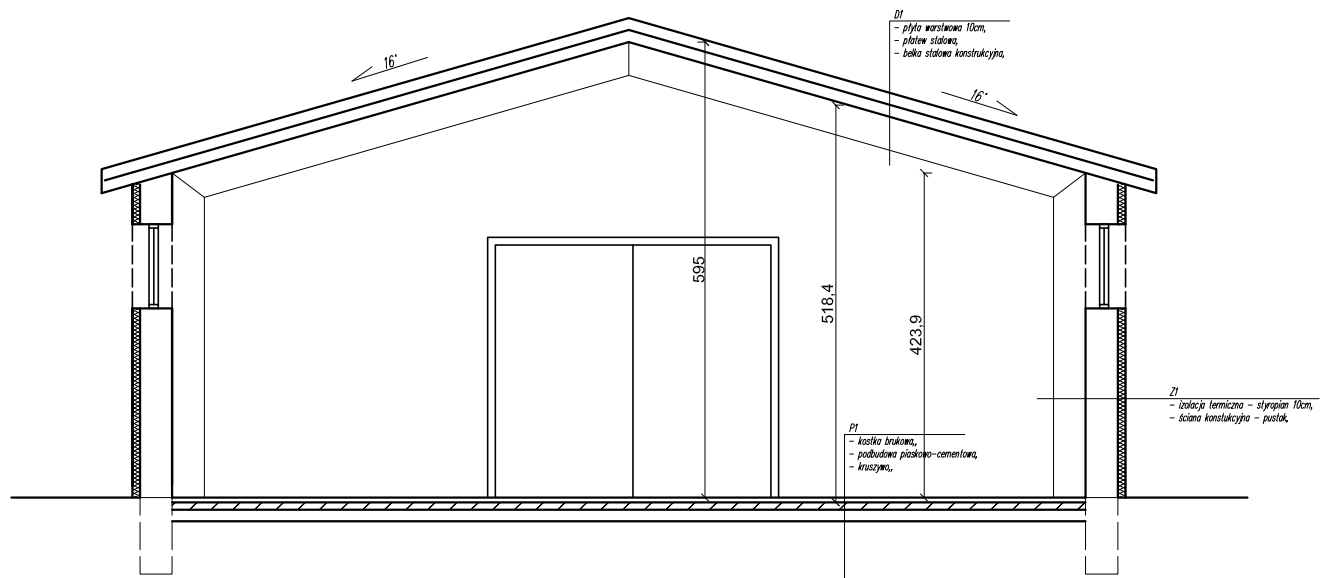 D1
- płyta warstwowa 10cm,
- płatew stalowa,
- belka stalowa konstrukcyjna,
16°
16°
595
518,4
423,9
Z1
- izolacja termiczna - styropian 10cm,
- ściana konstukcyjna - pustak,
P1
- kostka brukowa,,
- podbudowa piaskowo-cementowa,
- kruszywo,,